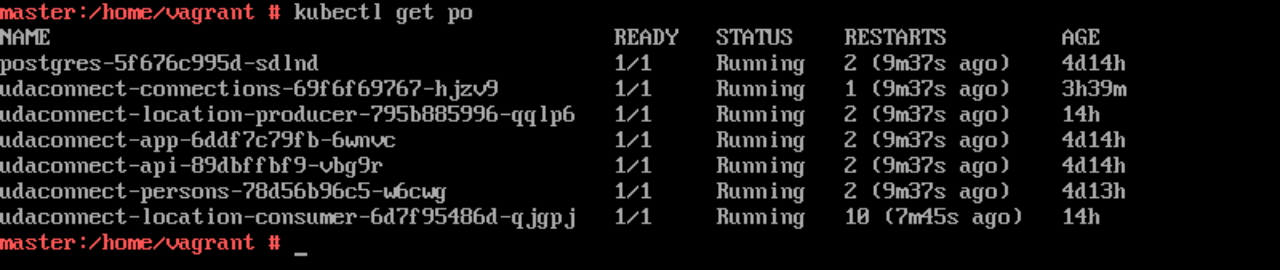 master:/home/vagrant # kubectl get po
NAME READY STATUS RESTARTS AGE
postgres-5f676c995d-sdlnd 1/1 Running 2 (9m37s ago) 4d14h
udaconnect-connections-69f6f69767-hjzv9 1/1 Running 1 (9m37s ago) 3h39m
udaconnect-location-producer-795b885996-qqlp6 1/1 Running 2 (9m37s ago) 14h
udaconnect-app-6ddf7c79fb-6wnvc 1/1 Running 2 (9m37s ago) 4d14h
udaconnect-api-89dbffbf9-vbg9r 1/1 Running 2 (9m37s ago) 4d14h
udaconnect-persons-78d56b96c5-w6cwg 1/1 Running 2 (9m37s ago) 4d13h
udaconnect-location-consumer-6d7f95486d-qjgpj 1/1 Running 10 (7m45s ago) 14h
master:/home/vagrant # _